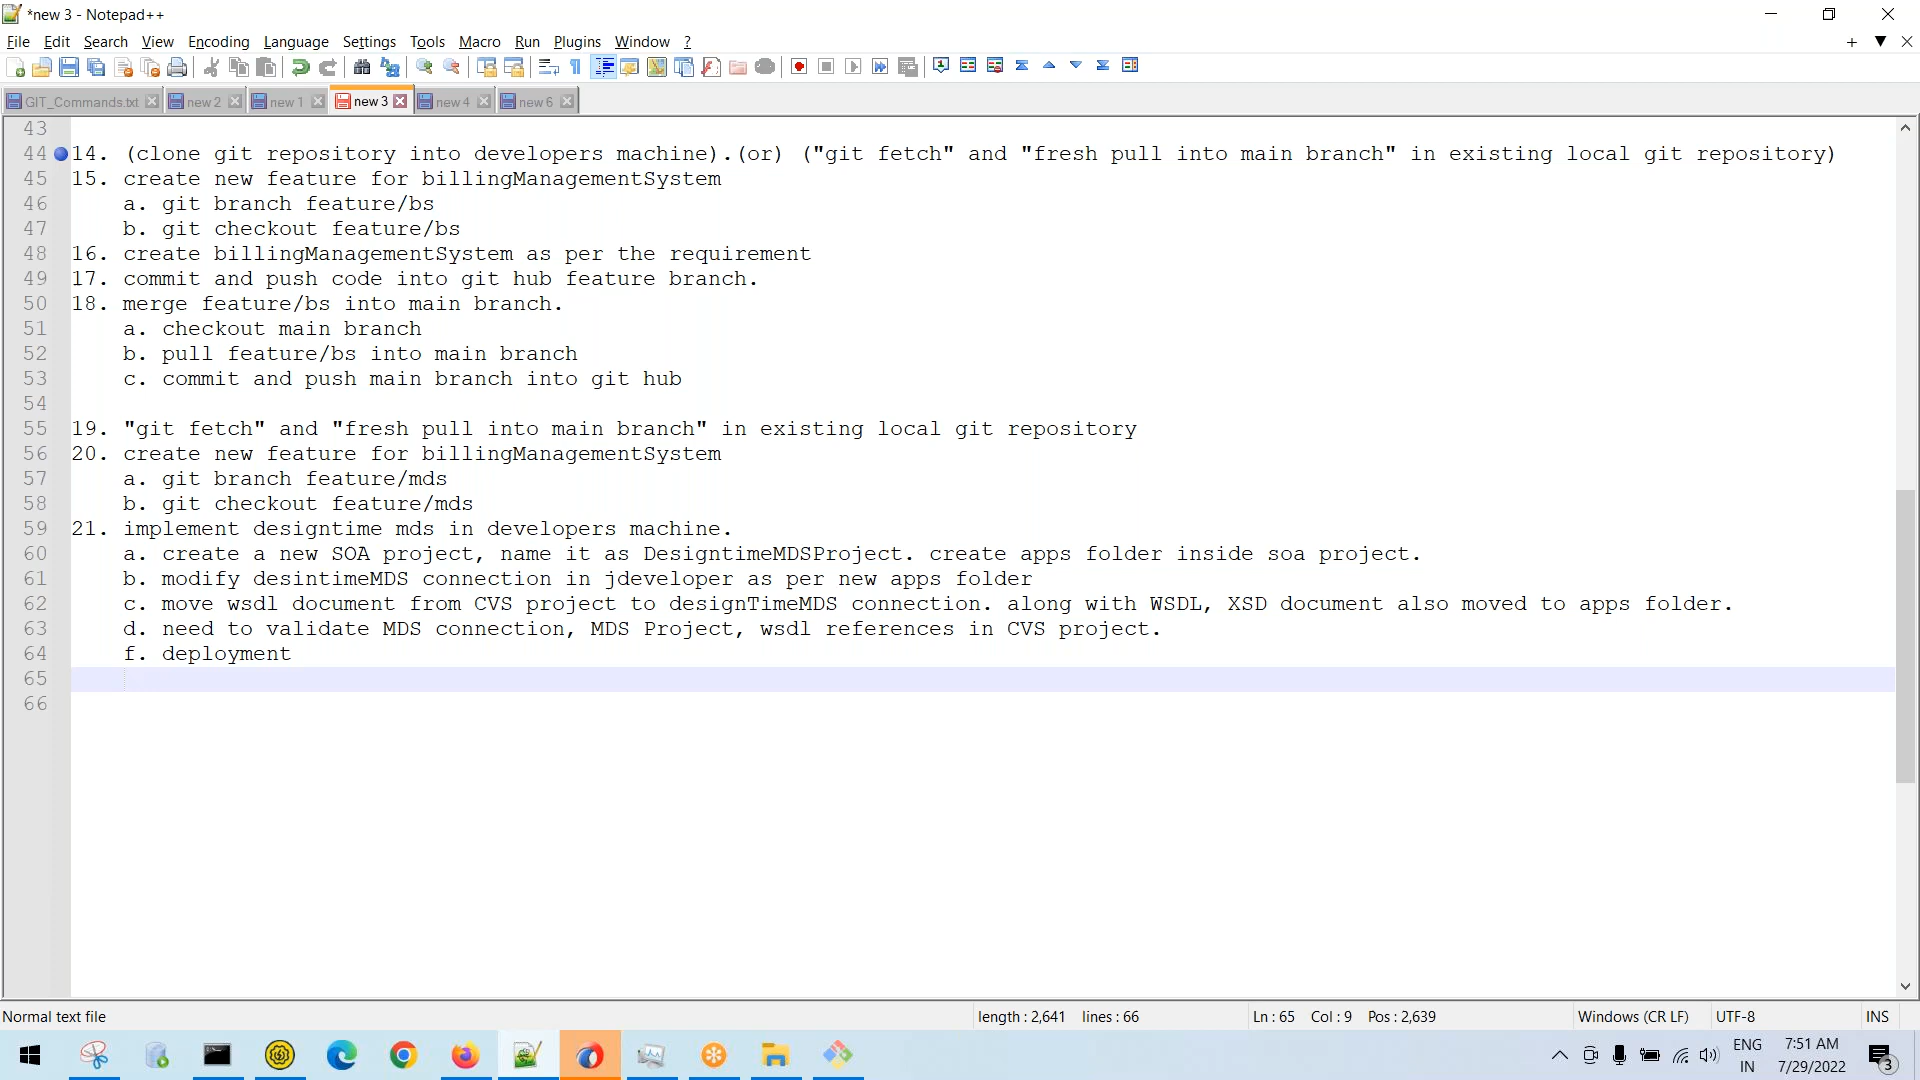 *new 3 - Notepad++
File Edit Search View Encoding Language Settings Tools Macro Run Plugins Window ?
GIT_Commands.txt new 2 new 1 new 3 new 4 new 6
43
44 14. (clone git repository into developers machine).(or) ("git fetch" and "fresh pull into main branch" in existing local git repository)
45 15. create new feature for billingManagementSystem
46 a. git branch feature/bs
47 b. git checkout feature/bs
48 16. create billingManagementSystem as per the requirement
49 17. commit and push code into git hub feature branch.
50 18. merge feature/bs into main branch.
51 a. checkout main branch
52 b. pull feature/bs into main branch
53 c. commit and push main branch into git hub
54
55 19. "git fetch" and "fresh pull into main branch" in existing local git repository
56 20. create new feature for billingManagementSystem
57 a. git branch feature/mds
58 b. git checkout feature/mds
59 21. implement designtime mds in developers machine.
60 a. create a new SOA project, name it as DesigntimeMDSProject. create apps folder inside soa project.
61 b. modify desintimeMDS connection in jdeveloper as per new apps folder
62 c. move wsdl document from CVS project to designTimeMDS connection. along with WSDL, XSD document also moved to apps folder.
63 d. need to validate MDS connection, MDS Project, wsdl references in CVS project.
64 f. deployment
65
66
Normal text file length : 2,641 lines : 66 Ln : 65 Col : 9 Pos : 2,639 Windows (CR LF) UTF-8 INS
ENG 7:51 AM
IN 7/29/2022 3